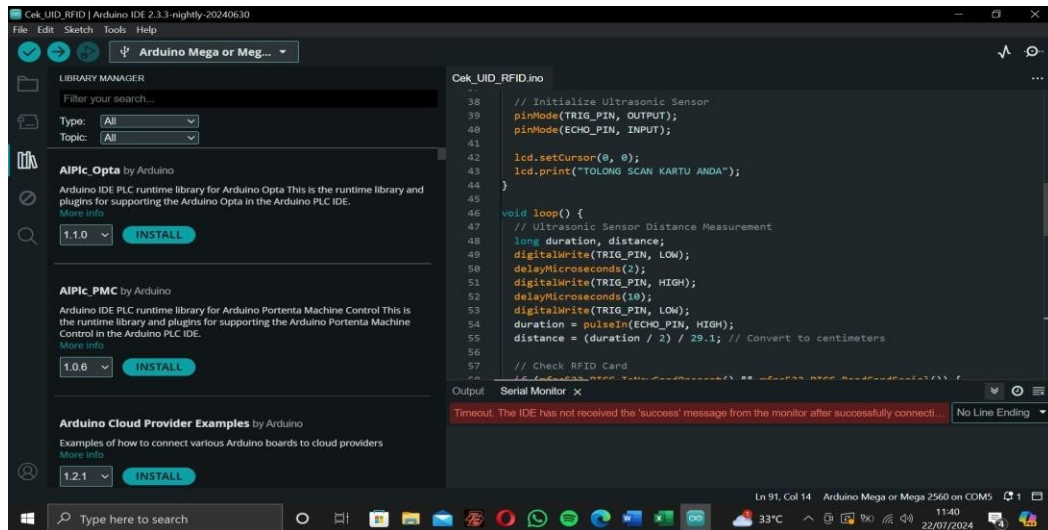 Cek_UID_RFID | Arduino IDE 2.3.3-nightly-20240630
File Edit Sketch Tools Help
Arduino Mega or Meg...
LIBRARY MANAGER
Filter your search...
Type: All
Topic: All
AlPlc_Opta by Arduino
Arduino IDE PLC runtime library for Arduino Opta This is the runtime library and
plugins for supporting the Arduino Opta in the Arduino PLC IDE.
More info
1.1.0 INSTALL
AlPlc_PMC by Arduino
Arduino IDE PLC runtime library for Arduino Portenta Machine Control This is
the runtime library and plugins for supporting the Arduino Portenta Machine
Control in the Arduino PLC IDE.
More info
1.0.6 INSTALL
Arduino Cloud Provider Examples by Arduino
Examples of how to connect various Arduino boards to cloud providers
More info
1.2.1 INSTALL
Cek_UID_RFID.ino
38 // Initialize Ultrasonic Sensor
39 pinMode(TRIG_PIN, OUTPUT);
40 pinMode(ECHO_PIN, INPUT);
41
42 lcd.setCursor(0, 0);
43 lcd.print("TOLONG SCAN KARTU ANDA");
44 }
45
46 void loop() {
47 // Ultrasonic Sensor Distance Measurement
48 long duration, distance;
49 digitalWrite(TRIG_PIN, LOW);
50 delayMicroseconds(2);
51 digitalWrite(TRIG_PIN, HIGH);
52 delayMicroseconds(10);
53 digitalWrite(TRIG_PIN, LOW);
54 duration = pulseIn(ECHO_PIN, HIGH);
55 distance = (duration / 2) / 29.1; // Convert to centimeters
56
57 // Check RFID Card
Output Serial Monitor
Timeout. The IDE has not received the 'success' message from the monitor after successfully connecti...
No Line Ending
Ln 91, Col 14 Arduino Mega or Mega 2560 on COM5 1
Type here to search
33°C
11:40
22/07/2024
4